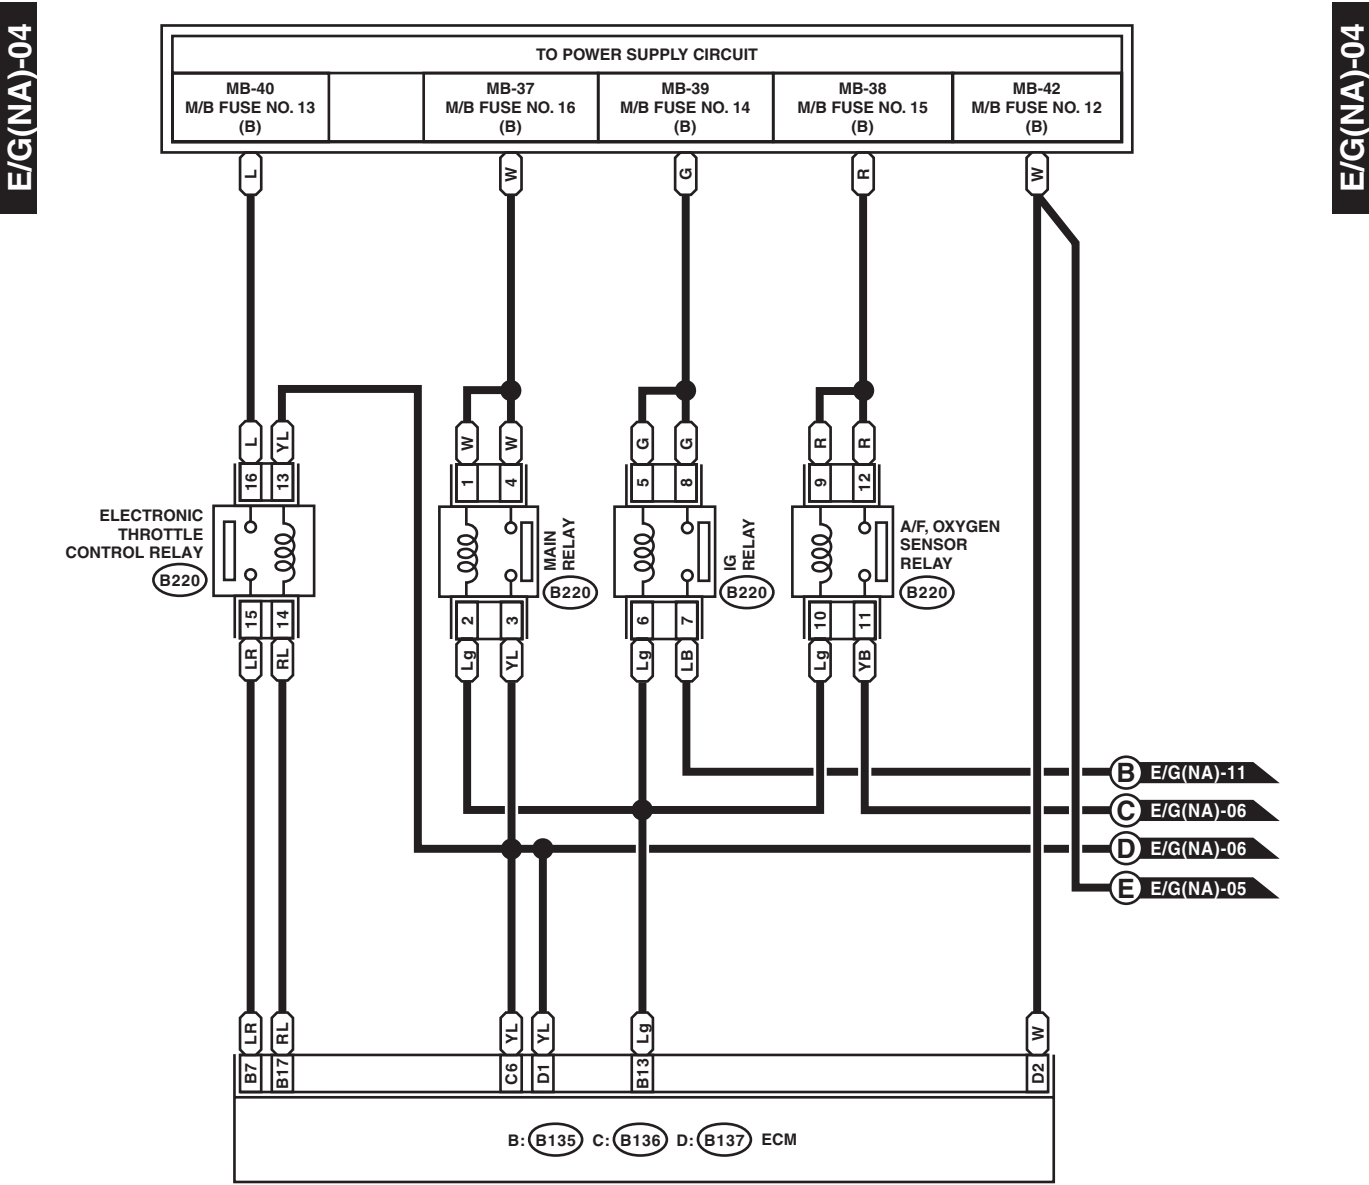 E/G(NA)-04
E/G(NA)-04
TO POWER SUPPLY CIRCUIT
MB-40
M/B FUSE NO. 13
(B)
MB-37
M/B FUSE NO. 16
(B)
MB-39
M/B FUSE NO. 14
(B)
MB-38
M/B FUSE NO. 15
(B)
MB-42
M/B FUSE NO. 12
(B)
L
W
G
R
W
L
YL
W
W
G
G
R
R
16
13
1
4
5
8
9
12
ELECTRONIC
THROTTLE
CONTROL RELAY
B220
MAIN
RELAY
B220
IG
RELAY
B220
A/F, OXYGEN
SENSOR
RELAY
B220
15
14
2
3
6
7
10
11
LR
RL
Lg
YL
Lg
LB
Lg
YB
B E/G(NA)-11
C E/G(NA)-06
D E/G(NA)-06
E E/G(NA)-05
LR
RL
YL
YL
Lg
W
B7
B17
C6
D1
B13
D2
B: B135 C: B136 D: B137 ECM